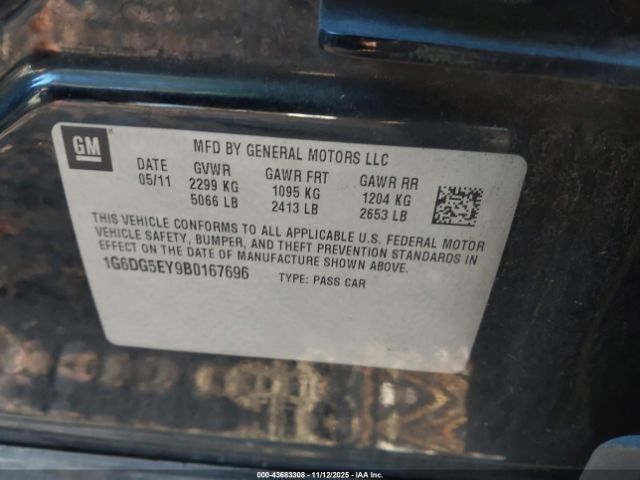 GM
MFD BY GENERAL MOTORS LLC
DATE GVWR GAWR FRT GAWR RR
05/11 2299 KG 1095 KG 1204 KG
5066 LB 2413 LB 2653 LB
THIS VEHICLE CONFORMS TO ALL APPLICABLE U.S. FEDERAL MOTOR
VEHICLE SAFETY, BUMPER, AND THEFT PREVENTION STANDARDS IN
EFFECT ON THE DATE OF MANUFACTURE SHOWN ABOVE.
1G6DG5EY9B0167696 TYPE: PASS CAR
000-43683308 - 11/12/2025 - IAAI.COM